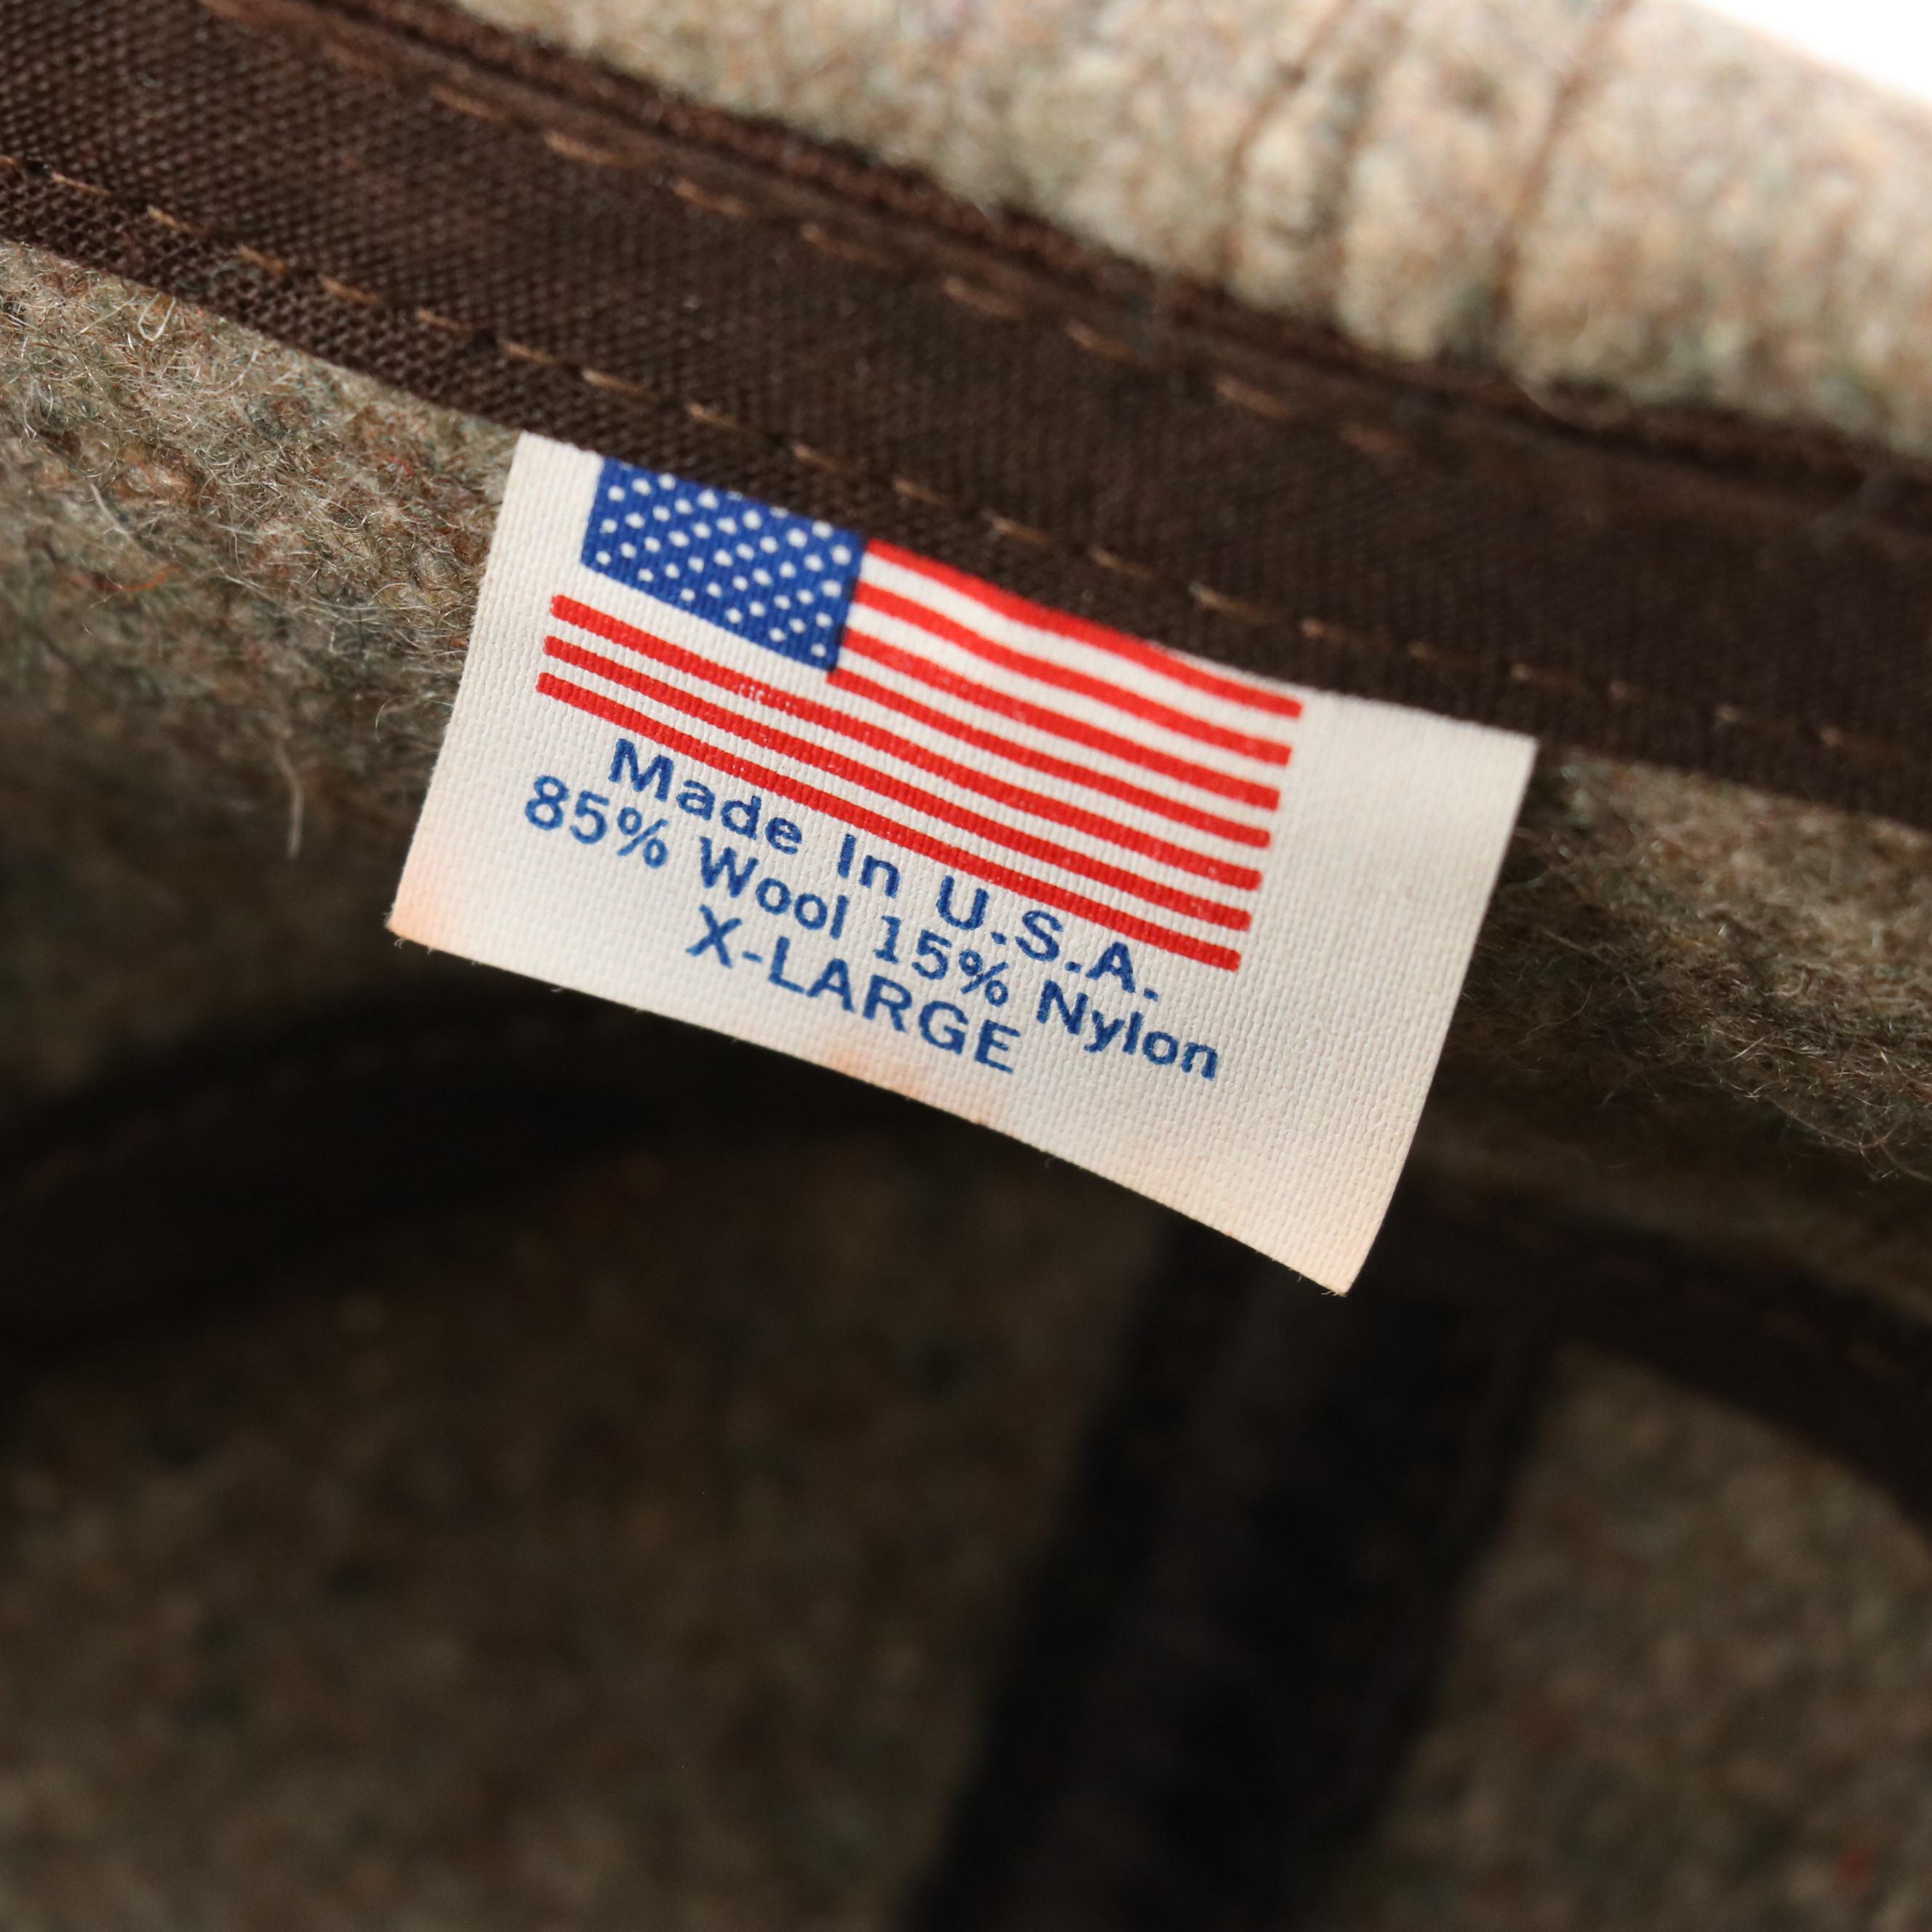 Made In U.S.A.
85% Wool 15% Nylon
X-LARGE